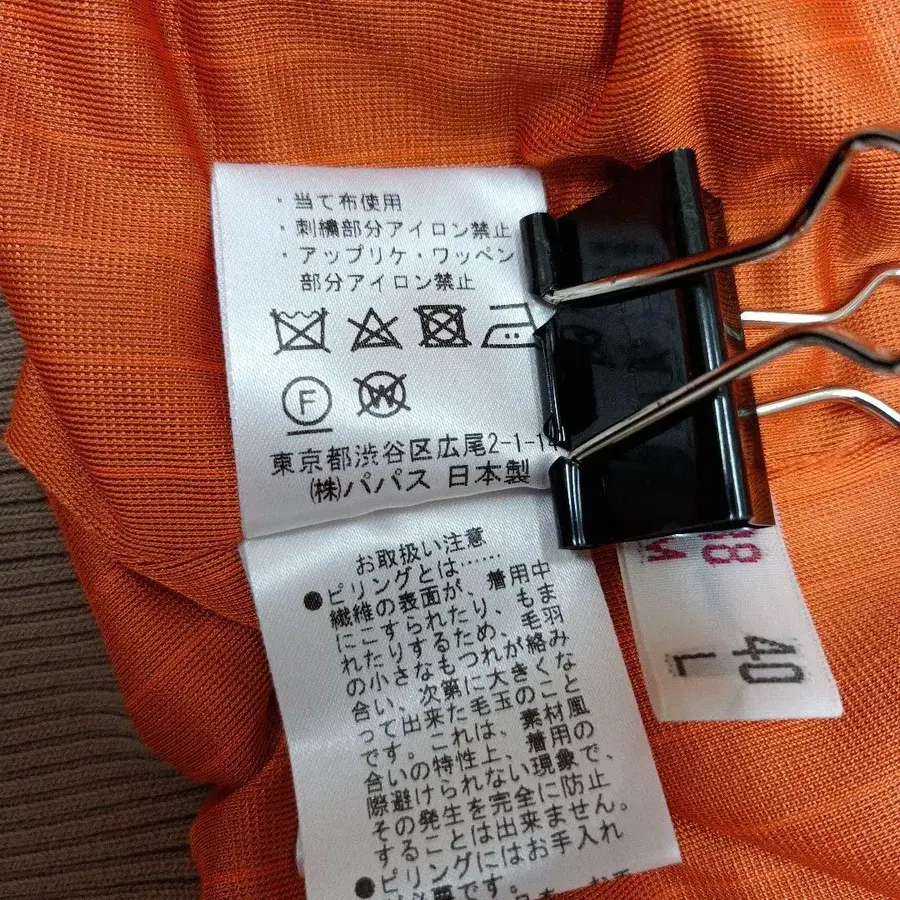 ・当て布使用
・刺繍部分アイロン禁止
・アップリケ・ワッペン
部分アイロン禁止
F
W
東京都渋谷区広尾2-1-1
(株)パパス 日本製
お取扱い注意
●ピリングとは……
繊維の表面が、着用中
にこすられたり、もま
れたりするため、毛羽
の小さなもつれが絡み
合い、次第に大きくな
って出来た毛玉のこと
です。これは、素材風
合いの特性上、着用の
際避けられない現象で、
その発生を完全に防止
することは出来ません。
●ピリングにはお手入れ
が必要です。
38
M
40
L